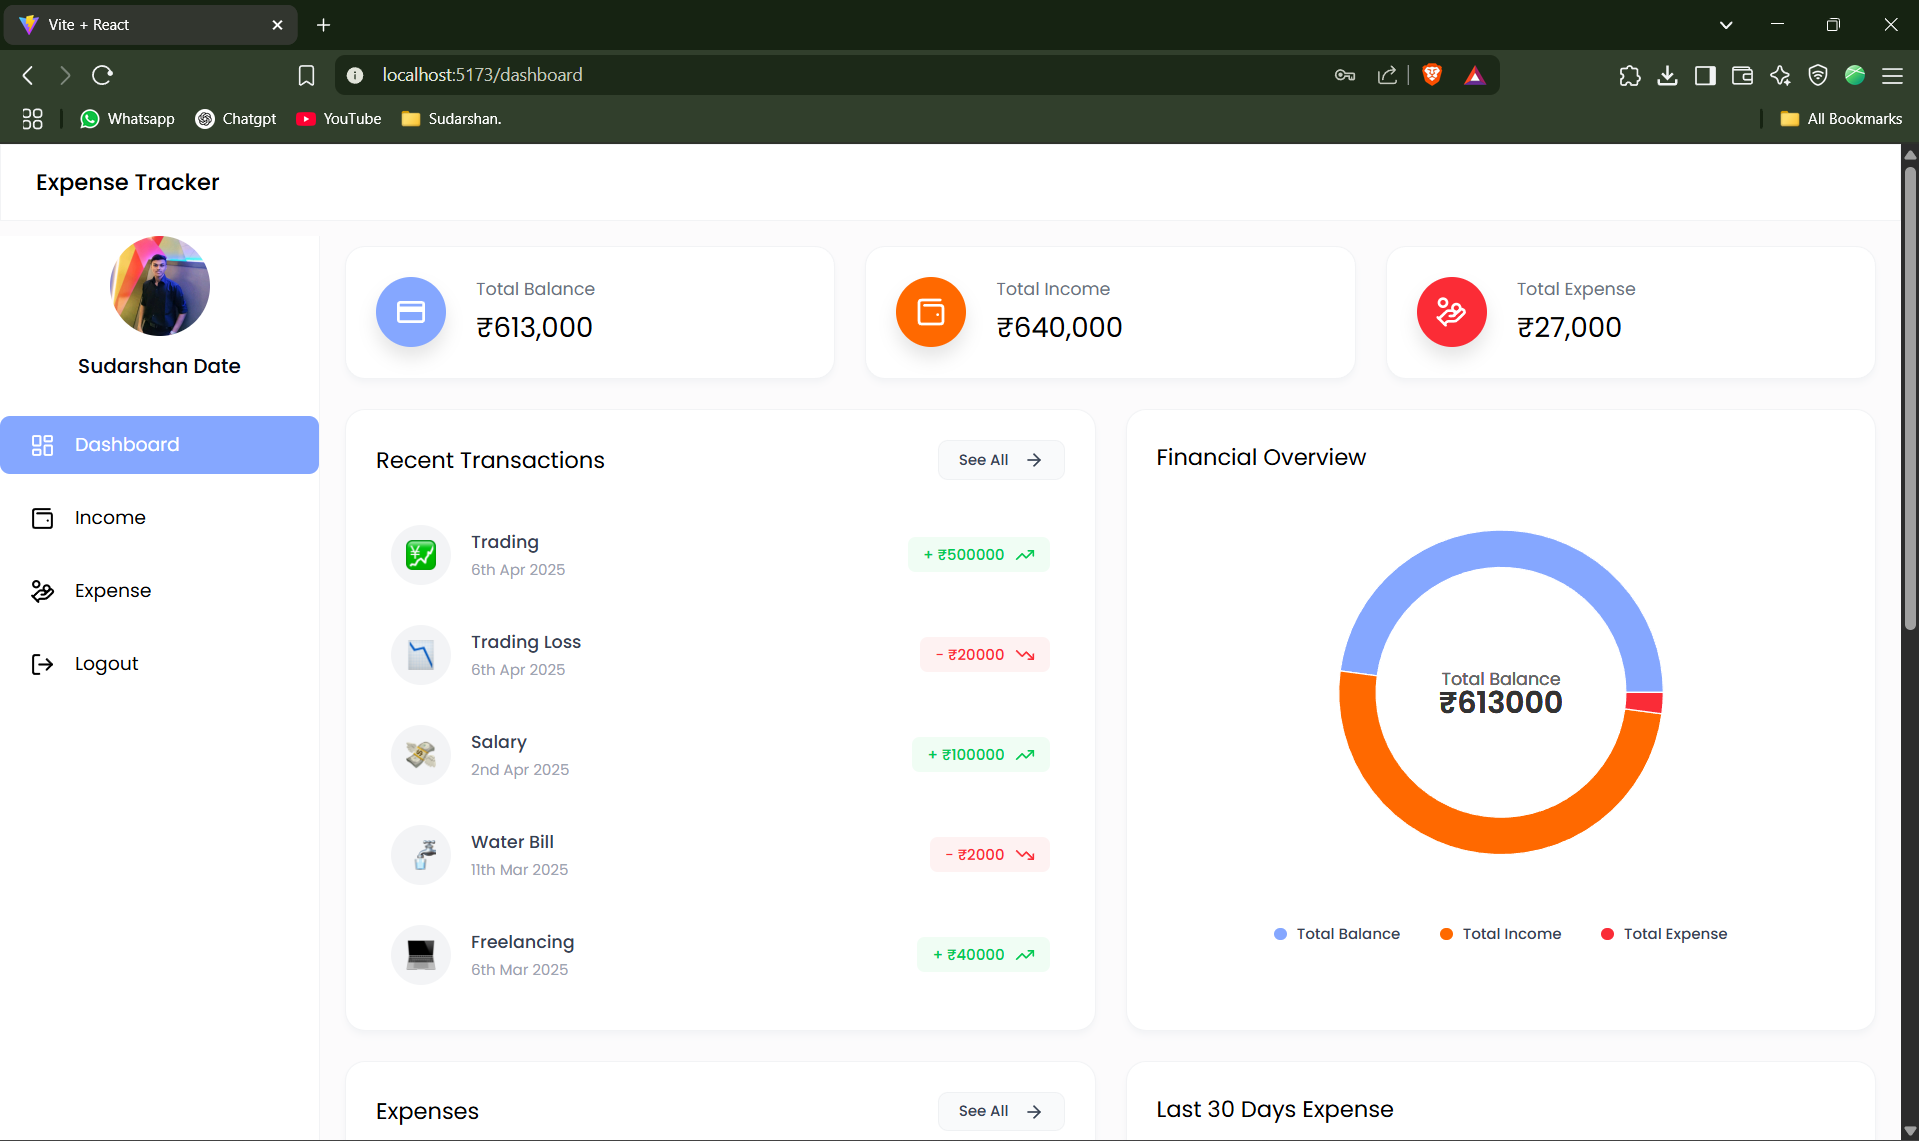 Vite + React
localhost:5173/dashboard
Whatsapp
Chatgpt
YouTube
Sudarshan.
All Bookmarks
Expense Tracker
Sudarshan Date
Dashboard
Income
Expense
Logout
Total Balance
₹613,000
Total Income
₹640,000
Total Expense
₹27,000
Recent Transactions
See All
Trading
6th Apr 2025
+ ₹500000
Trading Loss
6th Apr 2025
- ₹20000
Salary
2nd Apr 2025
+ ₹100000
Water Bill
11th Mar 2025
- ₹2000
Freelancing
6th Mar 2025
+ ₹40000
Financial Overview
Total Balance
₹613000
Total Balance
Total Income
Total Expense
Expenses
See All
Last 30 Days Expense